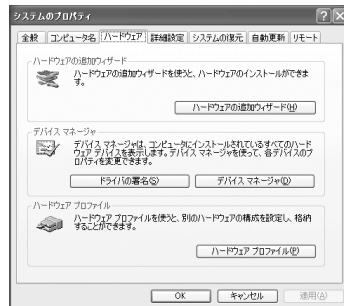 システムのプロパティ
全般 コンピュータ名 ハードウェア 詳細設定 システムの復元 自動更新 リモート
ハードウェアの追加ウィザード
ハードウェアの追加ウィザードを使うと、ハードウェアのインストールができま
す。
ハードウェアの追加ウィザード(H)
デバイス マネージャ
デバイス マネージャは、コンピュータにインストールされているすべてのハード
ウェア デバイスを表示します。デバイス マネージャを使って、各デバイスのプ
ロパティを変更できます。
ドライバの署名(S) デバイス マネージャ(D)
ハードウェア プロファイル
ハードウェア プロファイルを使うと、別のハードウェアの構成を設定し、格納
することができます。
ハードウェア プロファイル(P)
OK キャンセル 適用(A)